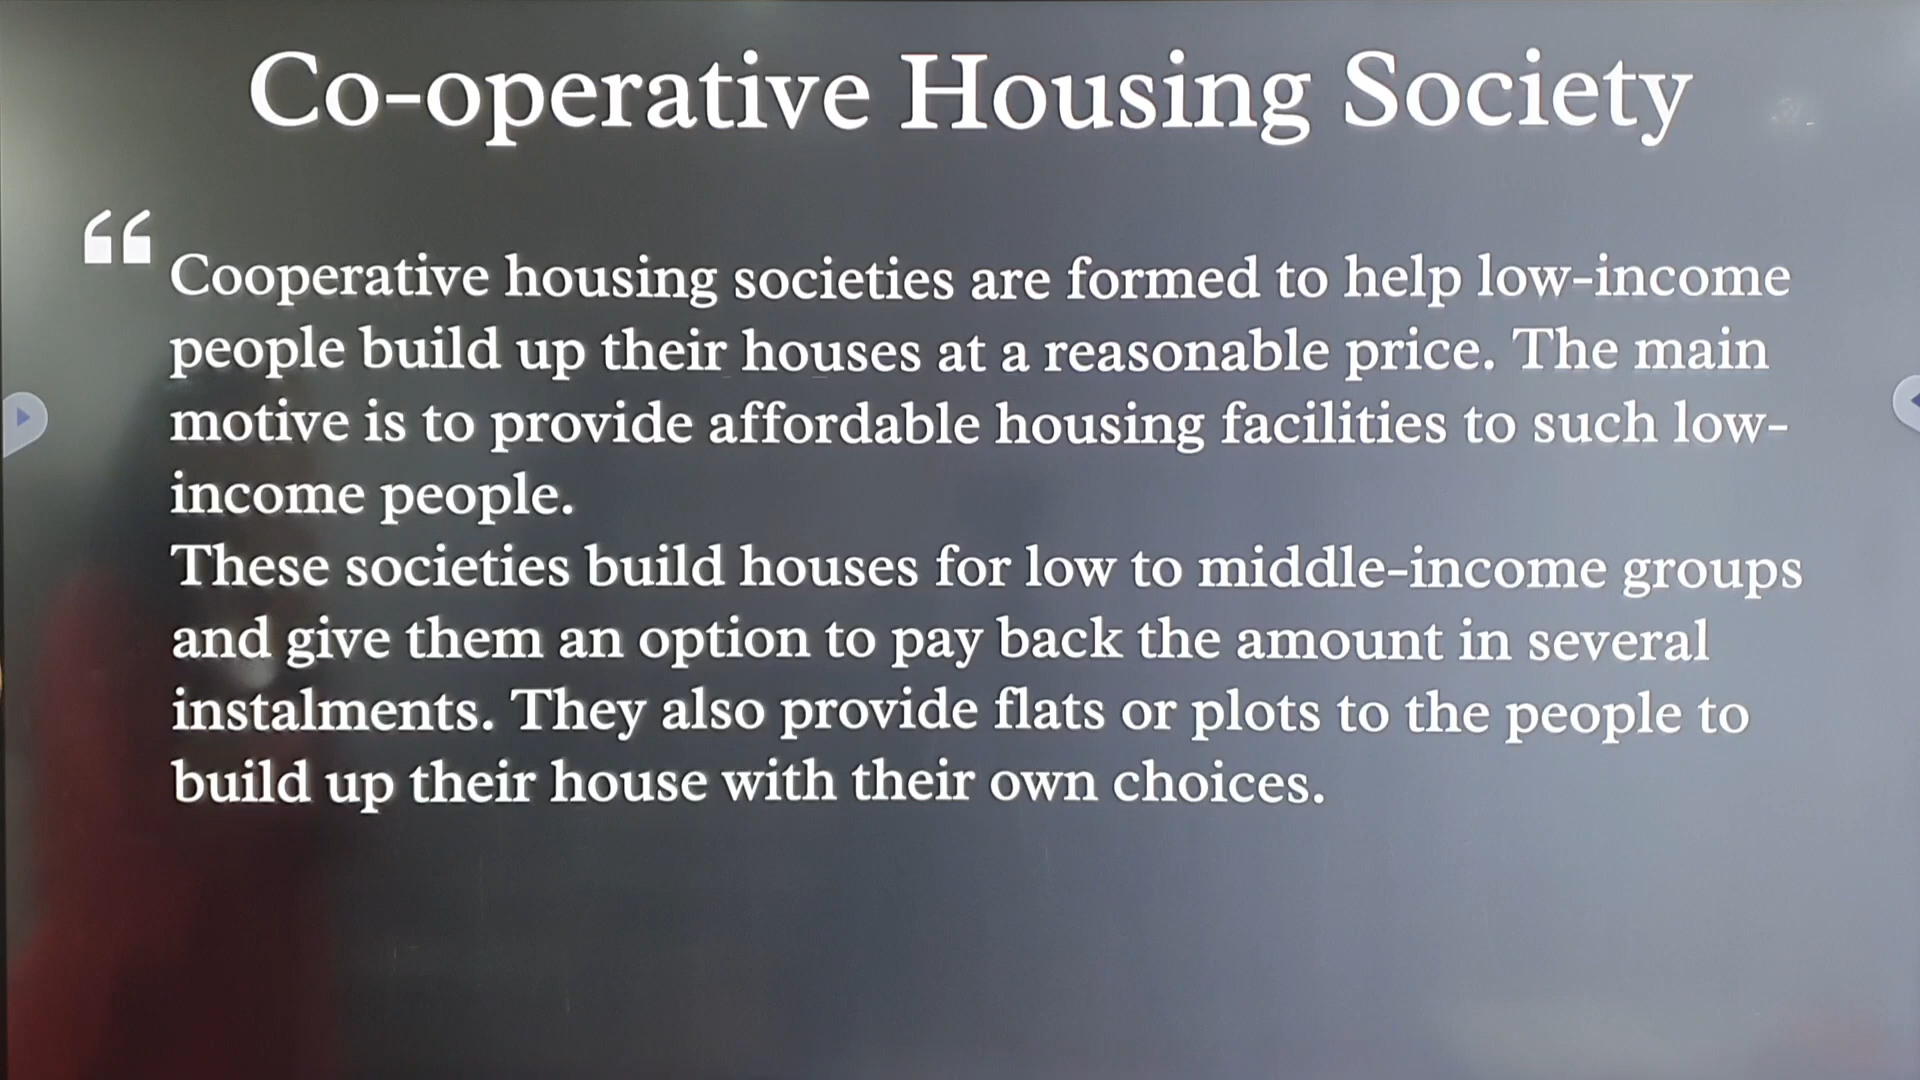 Co-operative Housing Society
“
Cooperative housing societies are formed to help low-income
people build up their houses at a reasonable price. The main
motive is to provide affordable housing facilities to such low-
income people.
These societies build houses for low to middle-income groups
and give them an option to pay back the amount in several
instalments. They also provide flats or plots to the people to
build up their house with their own choices.